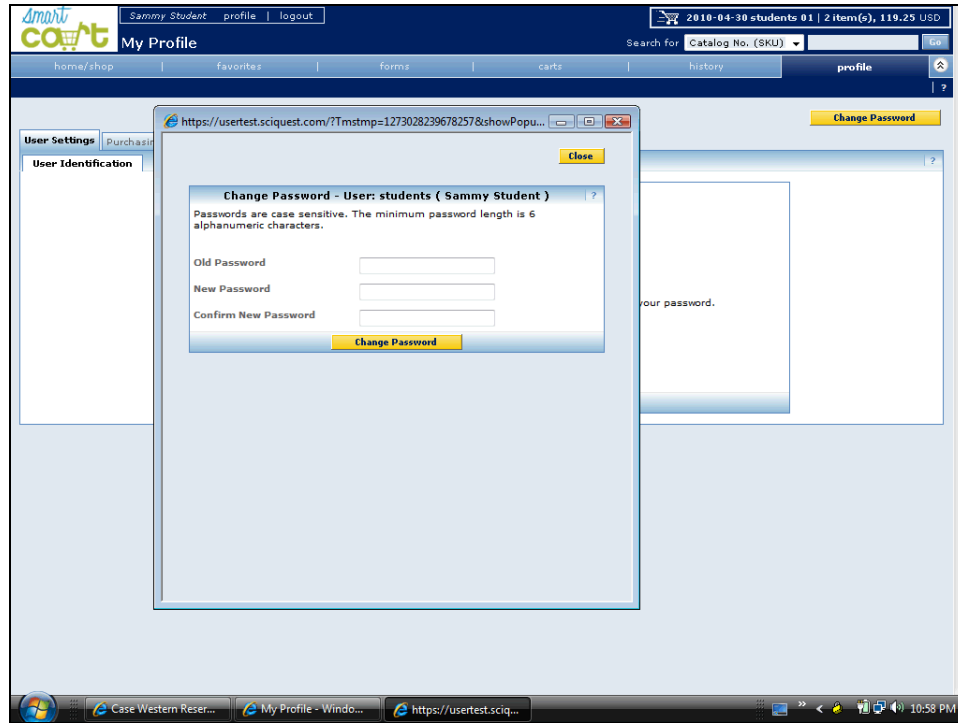 Smart
cart
Sammy Student profile | logout
2010-04-30 students 01 | 2 item(s), 119.25 USD
My Profile
Search for Catalog No. (SKU) Go
home/shop | favorites | forms | carts | history | profile
| ?
https://usertest.sciquest.com/?Tmstmp=1273028239678257&showPopu...
Change Password
User Settings Purchasin
Close
User Identification
?
Change Password - User: students ( Sammy Student ) ?
Passwords are case sensitive. The minimum password length is 6
alphanumeric characters.
Old Password
New Password
your password.
Confirm New Password
Change Password
Case Western Reser... My Profile - Windo... https://usertest.sciq... » < 10:58 PM